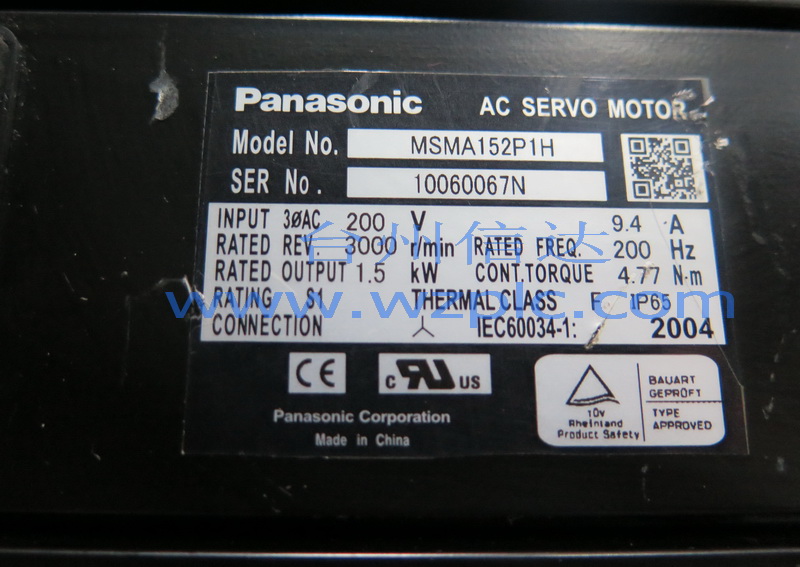 Panasonic AC SERVO MOTOR
Model No. MSMA152P1H
SER No. 10060067N
INPUT 3øAC 200 V 9.4 A
RATED REV 3000 r/min RATED FREQ. 200 Hz
台州信达
RATED OUTPUT 1.5 kW CONT.TORQUE 4.77 N·m
RATING S1 THERMAL CLASS F IP65
www.wzplc.com
CONNECTION 人 IEC60034-1: 2004
CE c RU us
BAUART
GEPRÜFT
TÜV
Rheinland
Product Safety
TYPE
APPROVED
Panasonic Corporation
Made in China